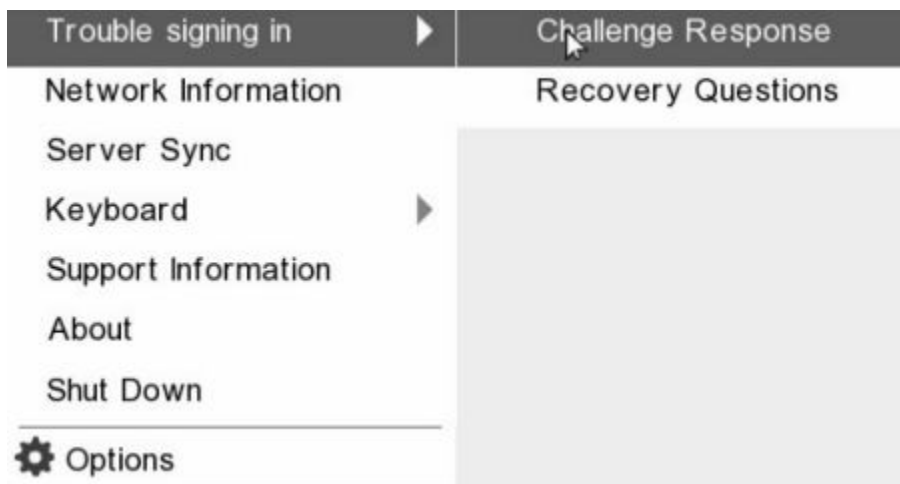 Trouble signing in
Challenge Response
Network Information
Recovery Questions
Server Sync
Keyboard
Support Information
About
Shut Down
Options